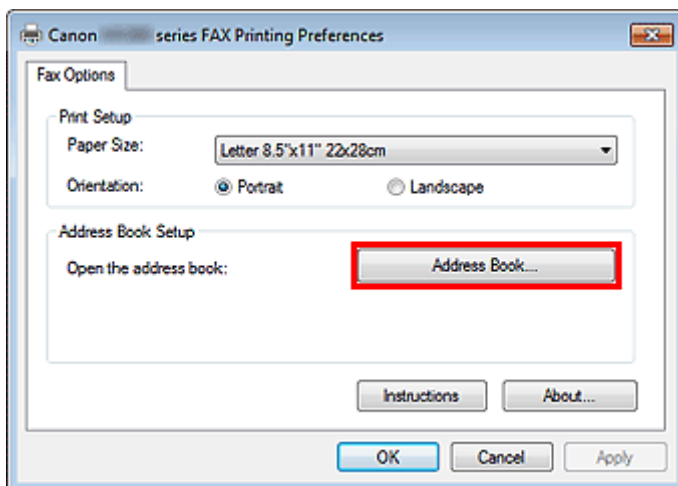 Canon series FAX Printing Preferences
Fax Options
Print Setup
Paper Size: Letter 8.5"x11" 22x28cm
Orientation: Portrait Landscape
Address Book Setup
Open the address book: Address Book...
Instructions About...
OK Cancel Apply